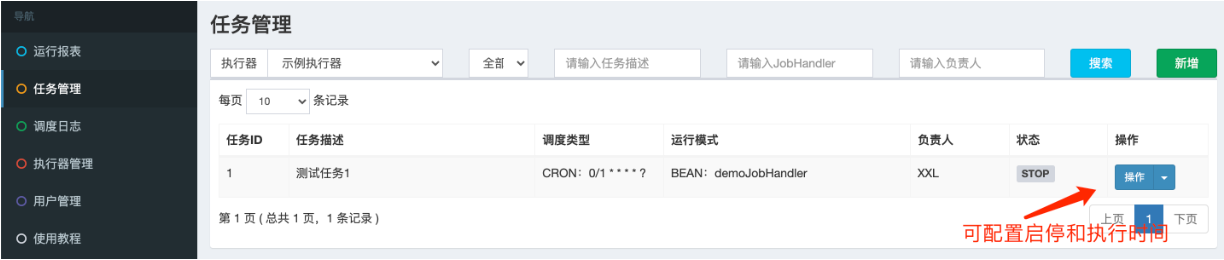 导航
运行报表
任务管理
调度日志
执行器管理
用户管理
使用教程
任务管理
执行器 示例执行器 全部 请输入任务描述 请输入JobHandler 请输入负责人 搜索 新增
每页 10 条记录
任务ID 任务描述 调度类型 运行模式 负责人 状态 操作
1 测试任务1 CRON：0/1 * * * * ? BEAN：demoJobHandler XXL STOP 操作
第 1 页 ( 总共 1 页，1 条记录 ) 上页 1 下页
可配置启停和执行时间